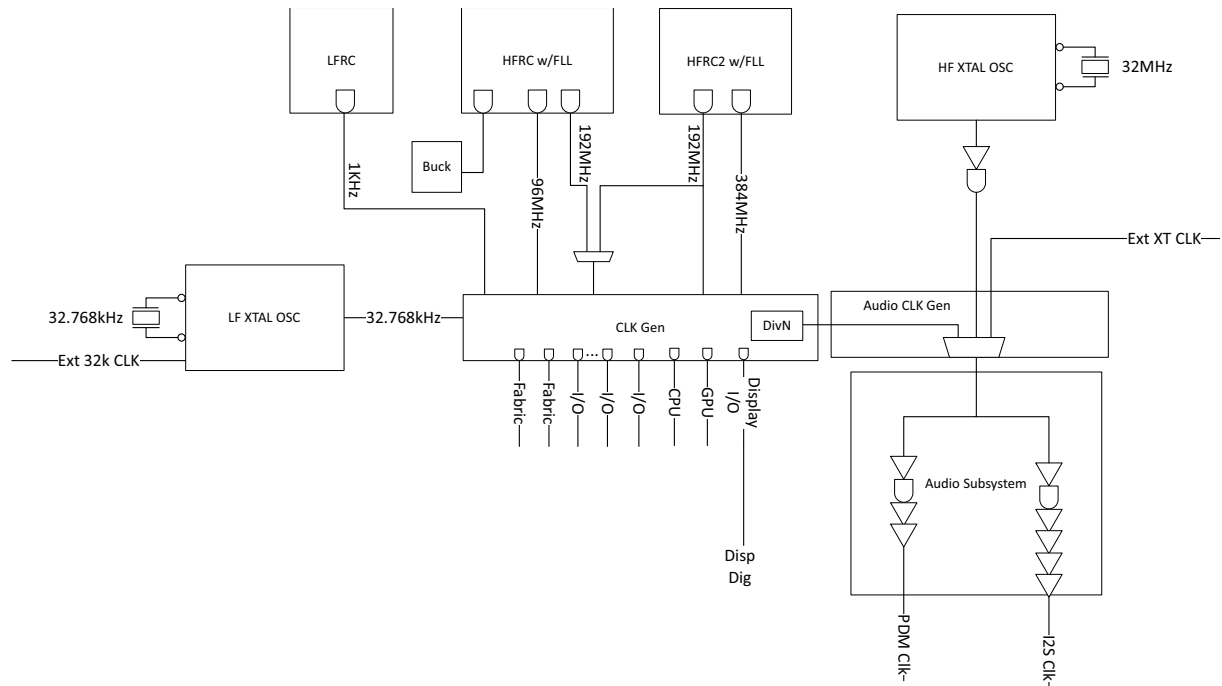 LFRC
HFRC w/FLL
HFRC2 w/FLL
HF XTAL OSC
32MHz
Buck
1KHz
96MHz
192MHz
192MHz
384MHz
Ext XT CLK
32.768kHz
LF XTAL OSC
32.768kHz
Ext 32k CLK
CLK Gen
DivN
Audio CLK Gen
...
Fabric
Fabric
I/O
I/O
I/O
CPU
GPU
Display
I/O
Disp
Dig
Audio Subsystem
PDM Clk-
I2S Clk-